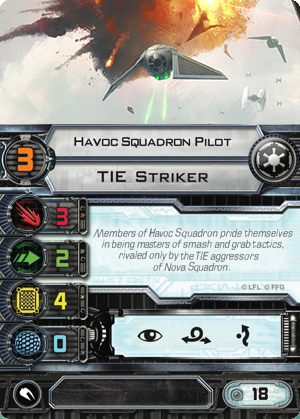 Havoc Squadron Pilot
3
TIE Striker
3
2
4
0
Members of Havoc Squadron pride themselves
in being masters of smash and grab tactics,
rivaled only by the TIE aggressors
of Nova Squadron.
© LFL © FFG
18